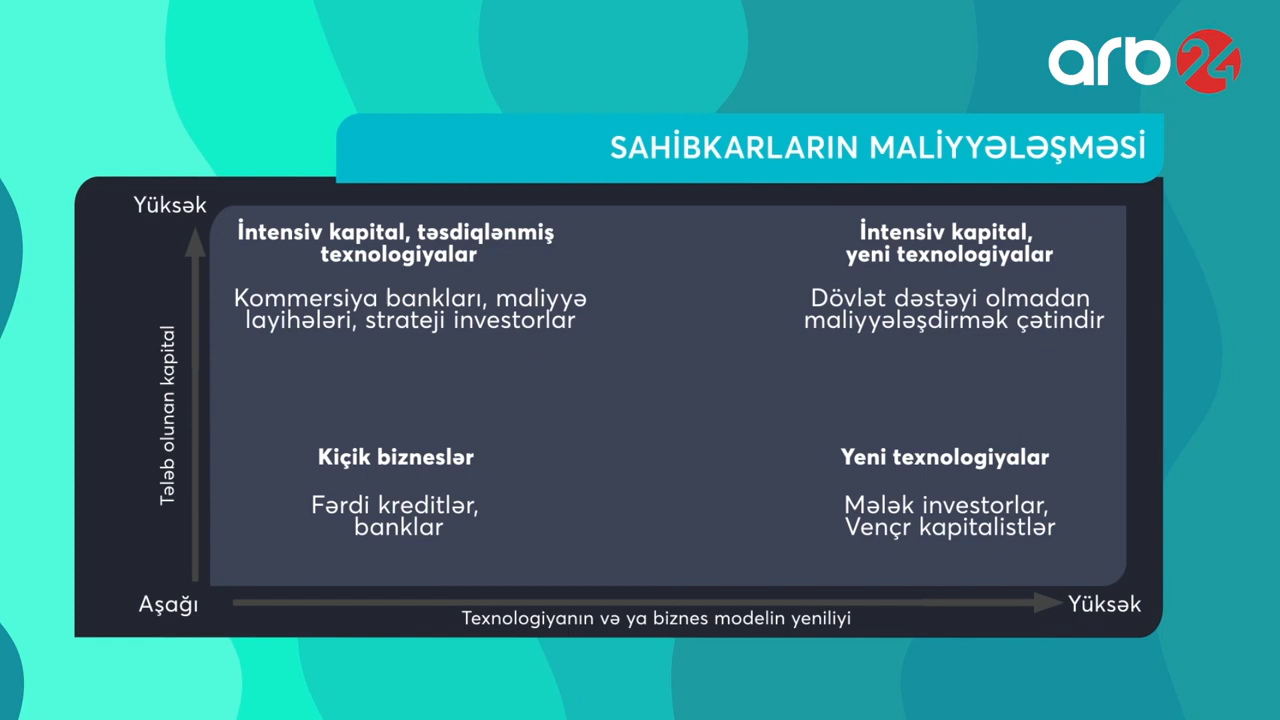 arb 24
SAHİBKARLARIN MALİYYƏLƏŞMƏSİ
Yüksək
İntensiv kapital, təsdiqlənmiş
texnologiyalar
Kommersiya bankları, maliyyə
layihələri, strateji investorlar
İntensiv kapital,
yeni texnologiyalar
Dövlət dəstəyi olmadan
maliyyələşdirmək çətindir
Tələb olunan kapital
Kiçik bizneslər
Fərdi kreditlər,
banklar
Yeni texnologiyalar
Mələk investorlar,
Vençr kapitalistlər
Aşağı
Texnologiyanın və ya biznes modelin yeniliyi
Yüksək